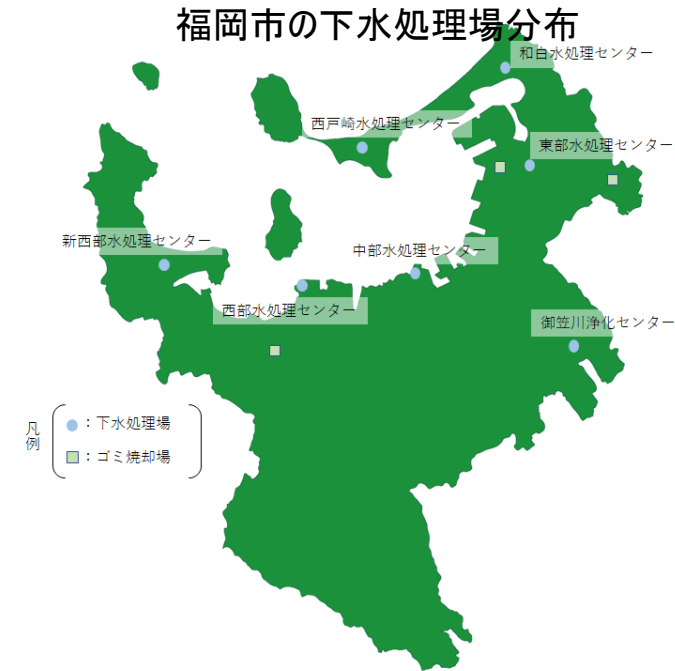 福岡市の下水処理場分布
和白水処理センター
西戸崎水処理センター
東部水処理センター
新西部水処理センター
中部水処理センター
西部水処理センター
御笠川浄化センター
凡例
：下水処理場
：ゴミ焼却場